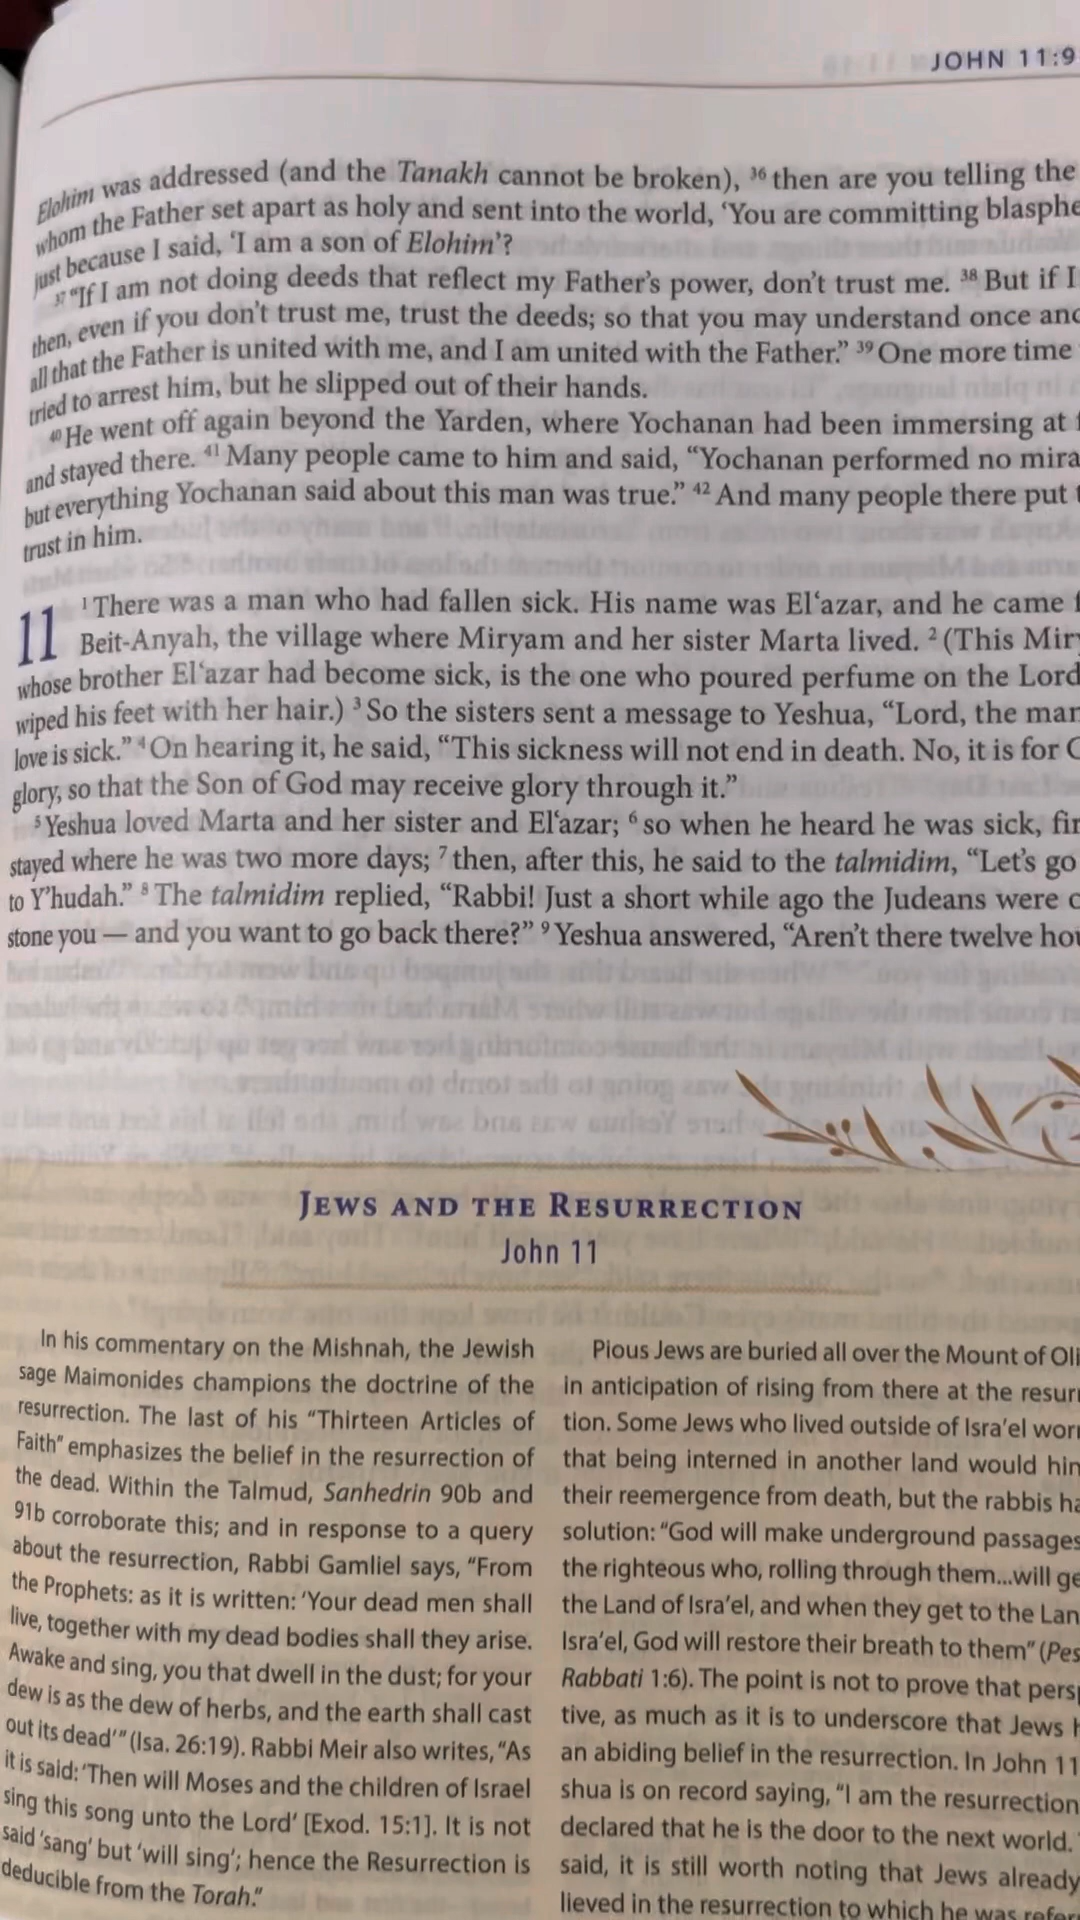 JOHN 11:9
Elohim was addressed (and the Tanakh cannot be broken), ³⁶ then are you telling the
whom the Father set apart as holy and sent into the world, ‘You are committing
just because I said, ‘I am a son of Elohim’?
³⁷ “If I am not doing deeds that reflect my Father’s power, don’t trust me. ³⁸ But if I
then, even if you don’t trust me, trust the deeds; so that you may understand once
all that the Father is united with me, and I am united with the Father.” ³⁹ One more time
tried to arrest him, but he slipped out of their hands.
⁴⁰ He went off again beyond the Yarden, where Yochanan had been immersing at
and stayed there. ⁴¹ Many people came to him and said, “Yochanan performed no
but everything Yochanan said about this man was true.” ⁴² And many people there put
trust in him.
11 ¹ There was a man who had fallen sick. His name was El‘azar, and he came
Beit-Anyah, the village where Miryam and her sister Marta lived. ² (This
whose brother El‘azar had become sick, is the one who poured perfume on the Lord
wiped his feet with her hair.) ³ So the sisters sent a message to Yeshua, “Lord, the
love is sick.” ⁴ On hearing it, he said, “This sickness will not end in death. No, it is for
glory, so that the Son of God may receive glory through it.”
⁵ Yeshua loved Marta and her sister and El‘azar; ⁶ so when he heard he was sick,
stayed where he was two more days; ⁷ then, after this, he said to the talmidim, “Let’s go
to Y’hudah.” ⁸ The talmidim replied, “Rabbi! Just a short while ago the Judeans were
stone you — and you want to go back there?” ⁹ Yeshua answered, “Aren’t there twelve
JEWS AND THE RESURRECTION
John 11
In his commentary on the Mishnah, the Jewish
sage Maimonides champions the doctrine of the
resurrection. The last of his “Thirteen Articles of
Faith” emphasizes the belief in the resurrection of
the dead. Within the Talmud, Sanhedrin 90b and
91b corroborate this; and in response to a query
about the resurrection, Rabbi Gamliel says, “From
the Prophets: as it is written: ‘Your dead men shall
live, together with my dead bodies shall they arise.
Awake and sing, you that dwell in the dust; for your
dew is as the dew of herbs, and the earth shall cast
out its dead’” (Isa. 26:19). Rabbi Meir also writes, “As
it is said: ‘Then will Moses and the children of Israel
sing this song unto the Lord’ [Exod. 15:1]. It is not
said ‘sang’ but ‘will sing’; hence the Resurrection is
deducible from the Torah.”
Pious Jews are buried all over the Mount of
in anticipation of rising from there at the
tion. Some Jews who lived outside of Isra’el
that being interned in another land would
their reemergence from death, but the rabbis
solution: “God will make underground passages
the righteous who, rolling through them...will
the Land of Isra’el, and when they get to the
Isra’el, God will restore their breath to them” (
Rabbati 1:6). The point is not to prove that
tive, as much as it is to underscore that Jews
an abiding belief in the resurrection. In John 11
shua is on record saying, “I am the resurrection
declared that he is the door to the next world.
said, it is still worth noting that Jews already
lieved in the resurrection to which he was